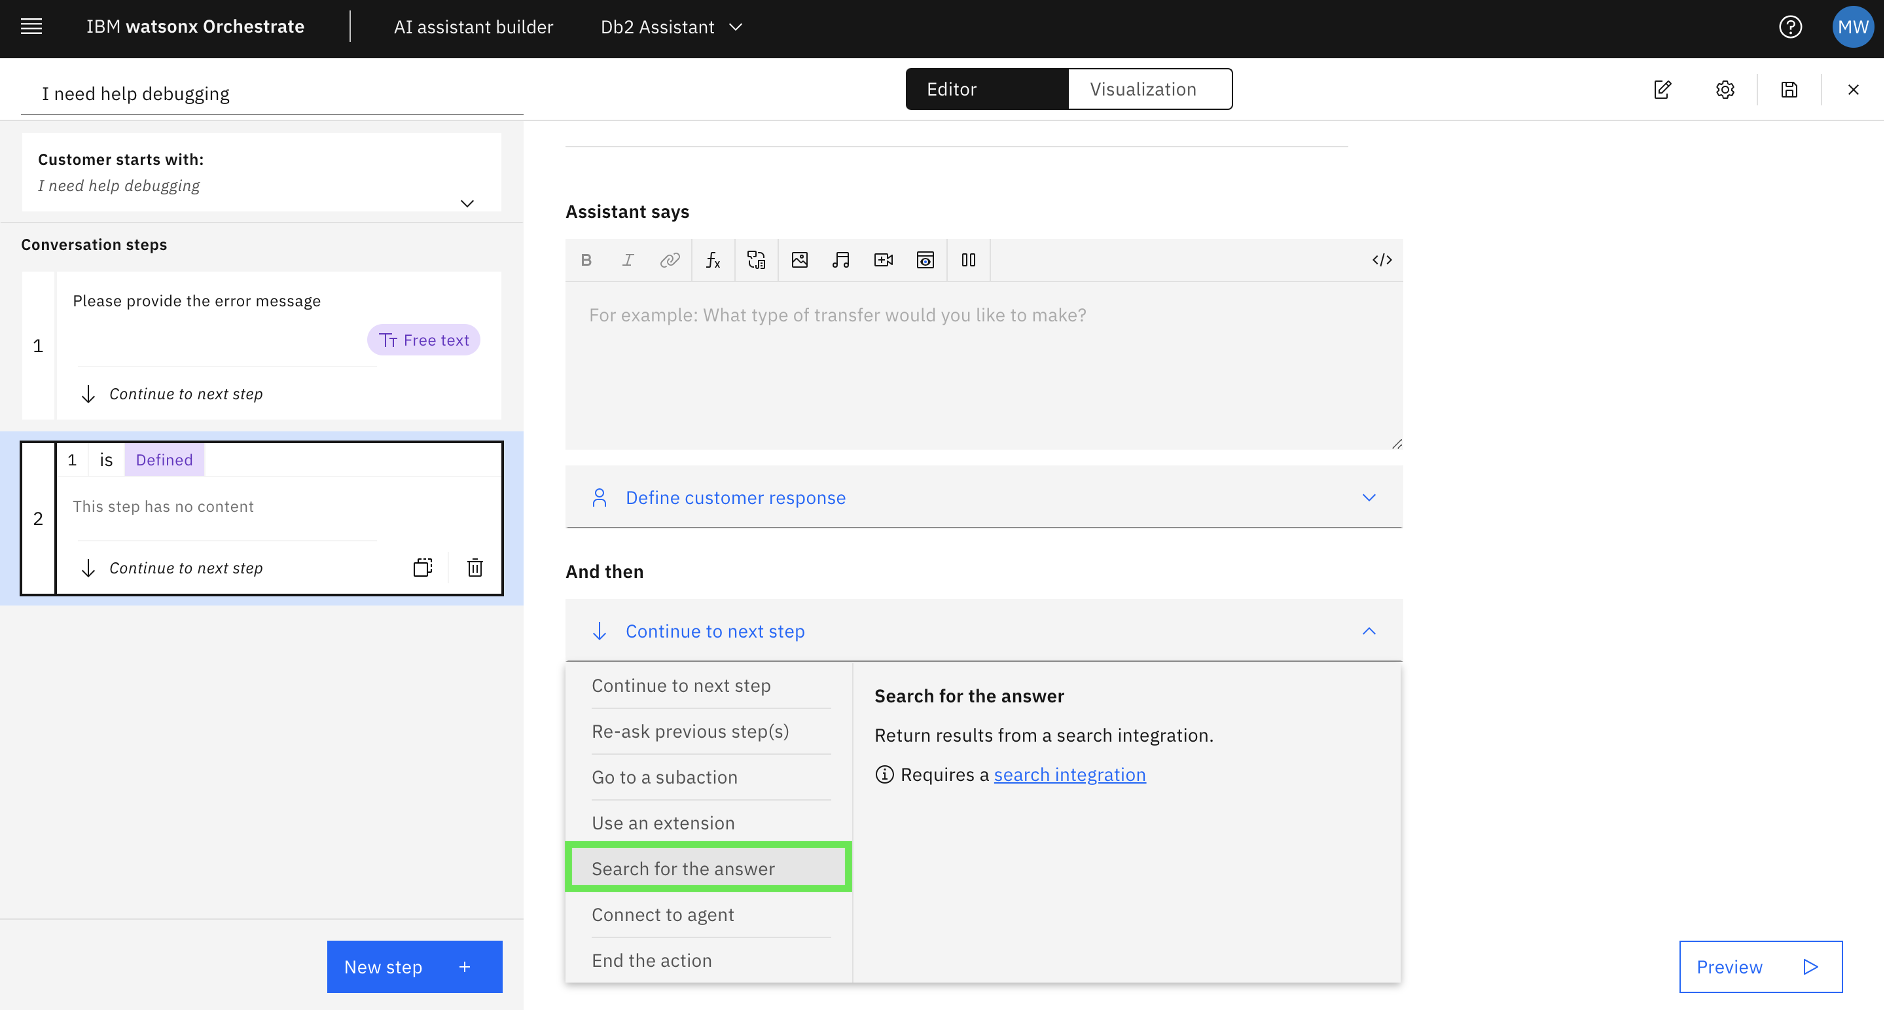 IBM watsonx Orchestrate
AI assistant builder
Db2 Assistant
MW
I need help debugging
Editor
Visualization
Customer starts with:
I need help debugging
Conversation steps
1
Please provide the error message
Free text
Continue to next step
2
1 is Defined
This step has no content
Continue to next step
New step +
Assistant says
B I
fx
</>
For example: What type of transfer would you like to make?
Define customer response
And then
Continue to next step
Continue to next step
Re-ask previous step(s)
Go to a subaction
Use an extension
Search for the answer
Connect to agent
End the action
Search for the answer
Return results from a search integration.
Requires a search integration
Preview